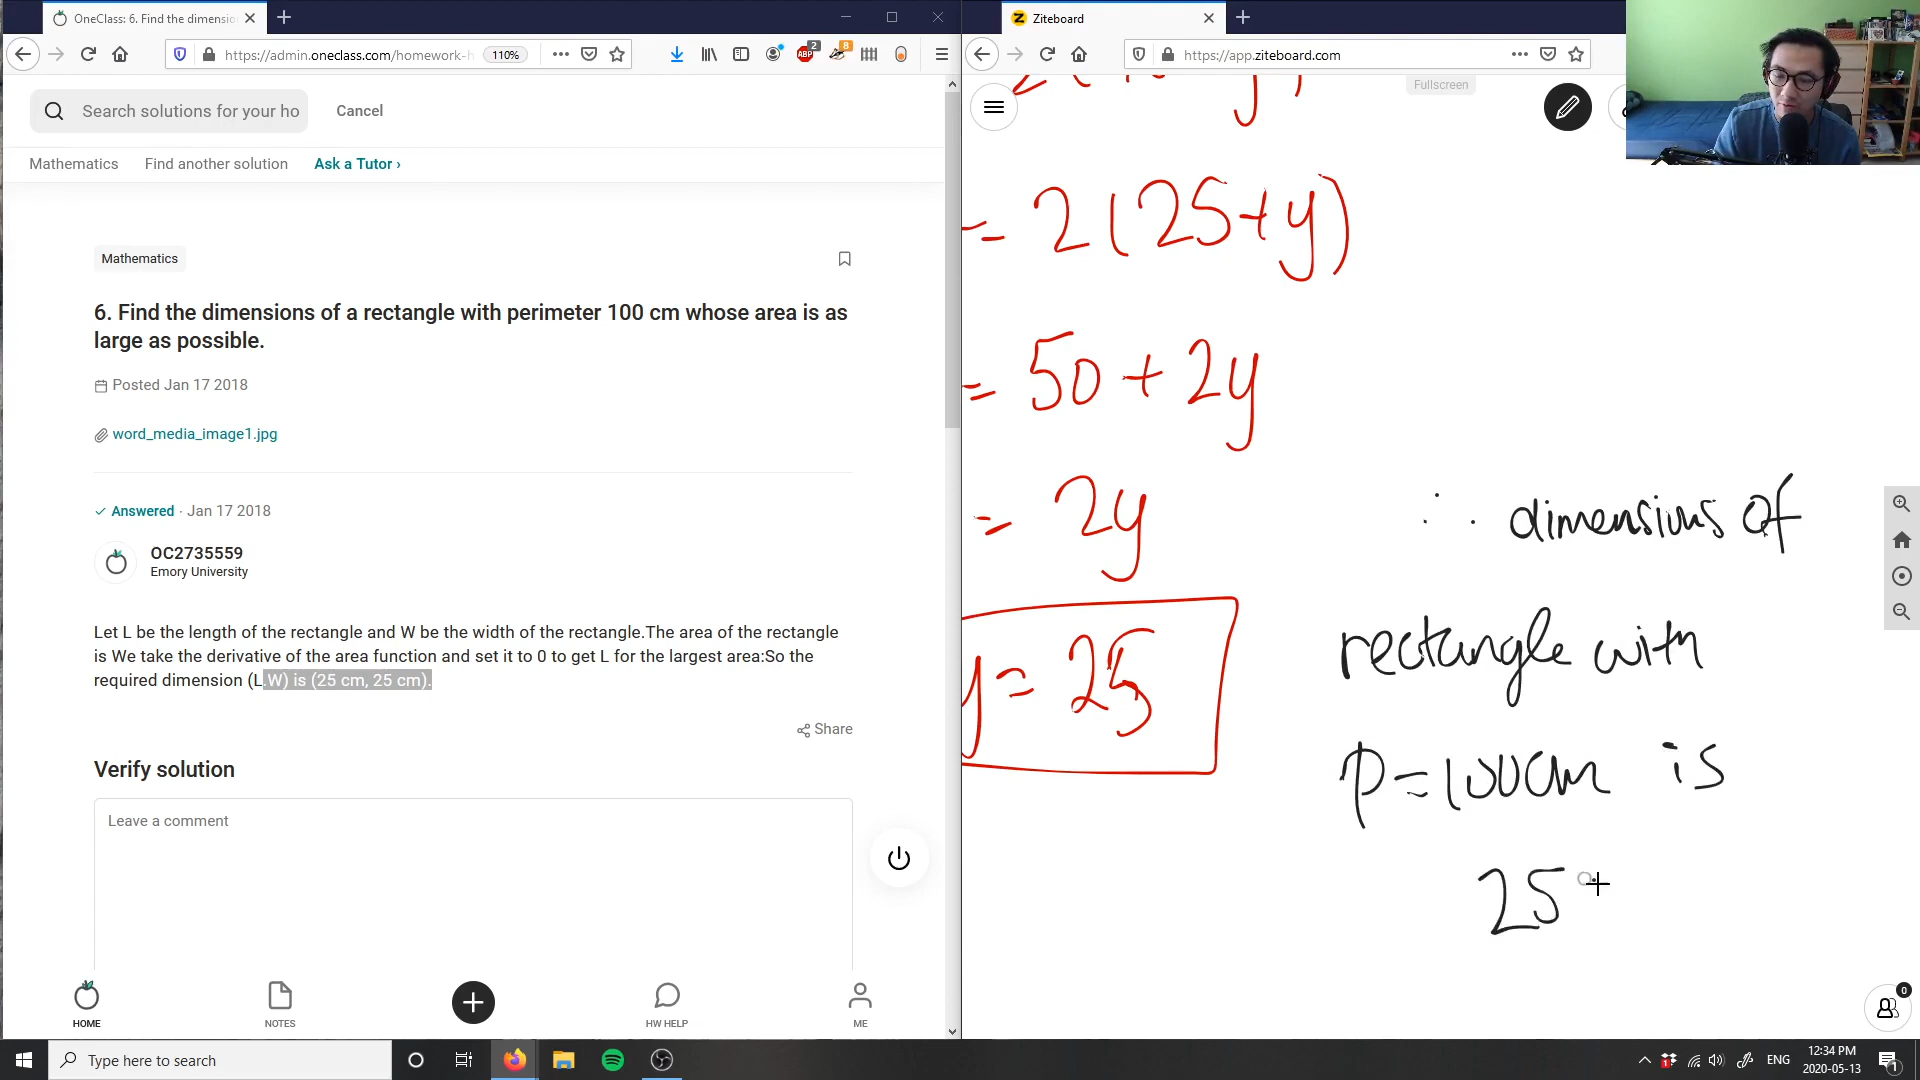 OneClass: 6. Find the dimensio
https://admin.oneclass.com/homework-h
110%
2
8
Search solutions for your ho
Cancel
Mathematics
Find another solution
Ask a Tutor ›
Mathematics
6. Find the dimensions of a rectangle with perimeter 100 cm whose area is as
large as possible.
Posted Jan 17 2018
word_media_image1.jpg
Answered · Jan 17 2018
OC2735559
Emory University
Let L be the length of the rectangle and W be the width of the rectangle.The area of the rectangle
is We take the derivative of the area function and set it to 0 to get L for the largest area:So the
required dimension (L W) is (25 cm, 25 cm).
Share
Verify solution
Leave a comment
HOME
NOTES
HW HELP
ME
Ziteboard
https://app.ziteboard.com
Fullscreen
= 2(25+y)
= 50 + 2y
= 2y
y = 25
∴ dimensions of
rectangle with
P=100cm is
25
0
Type here to search
ENG
12:34 PM
2020-05-13
1